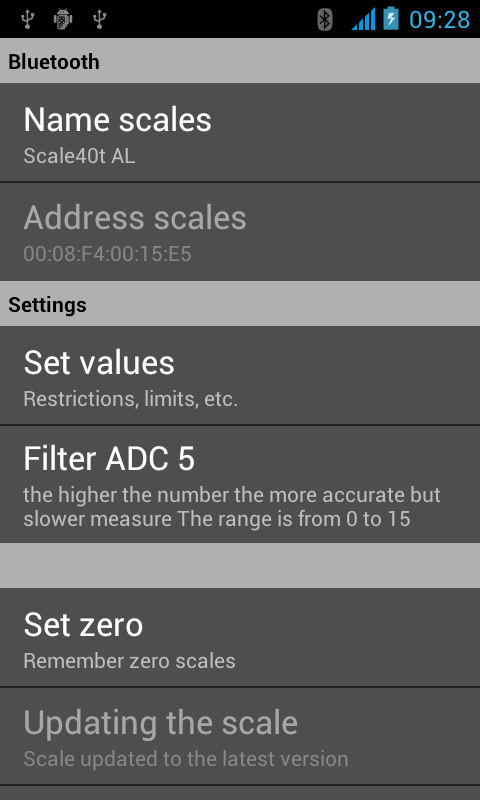 09:28
Bluetooth
Name scales
Scale40t AL
Address scales
00:08:F4:00:15:E5
Settings
Set values
Restrictions, limits, etc.
Filter ADC 5
the higher the number the more accurate but
slower measure The range is from 0 to 15
Set zero
Remember zero scales
Updating the scale
Scale updated to the latest version